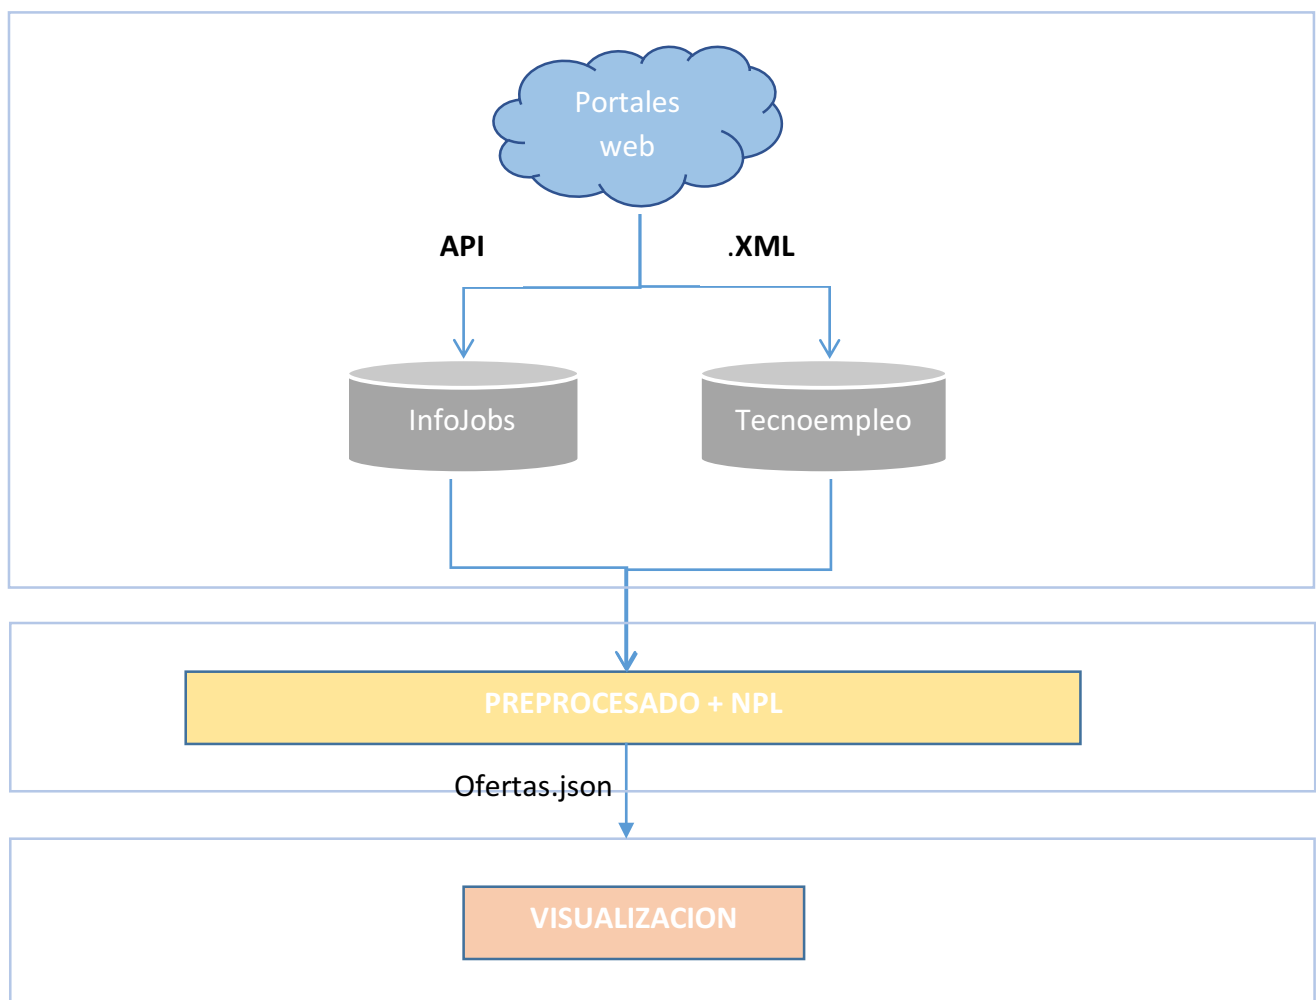 Portales
web
API
.XML
InfoJobs
Tecnoempleo
PREPROCESADO + NPL
Ofertas.json
VISUALIZACION